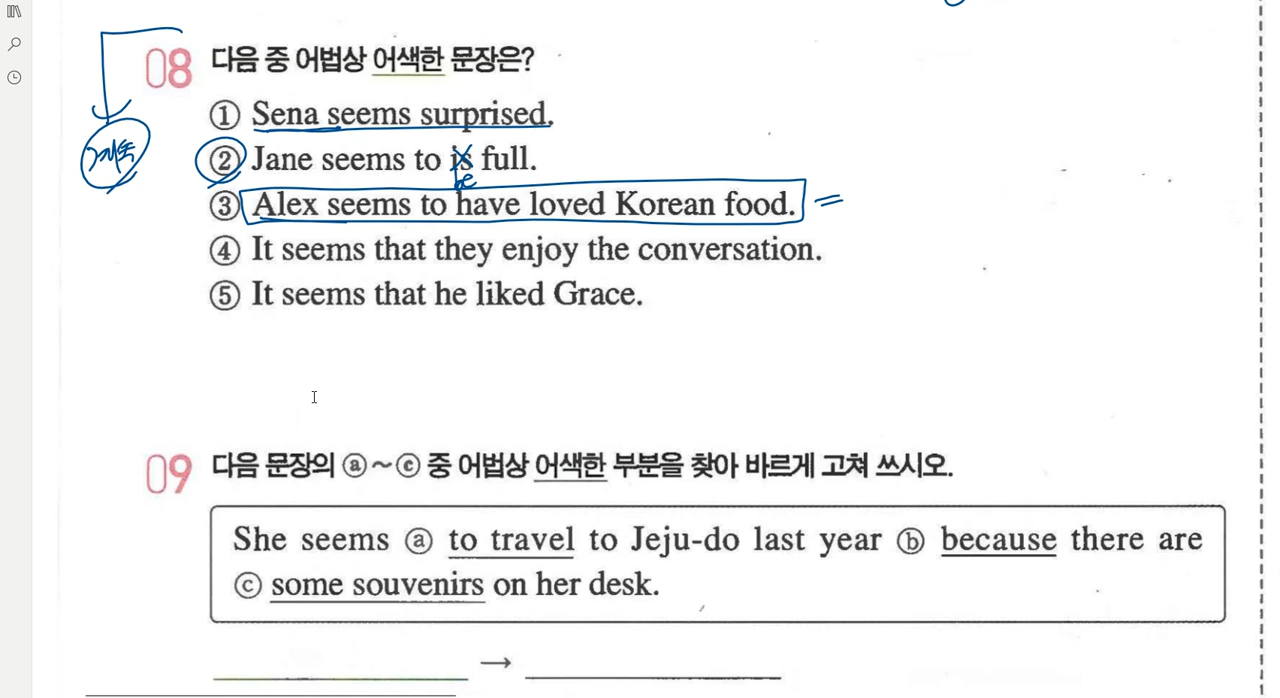 08 다음 중 어법상 어색한 문장은?
① Sena seems surprised.
② Jane seems to is full.
be
③ Alex seems to have loved Korean food. =
④ It seems that they enjoy the conversation.
⑤ It seems that he liked Grace.
09 다음 문장의 ⓐ~ⓒ 중 어법상 어색한 부분을 찾아 바르게 고쳐 쓰시오.
She seems ⓐ to travel to Jeju-do last year ⓑ because there are
ⓒ some souvenirs on her desk.
→